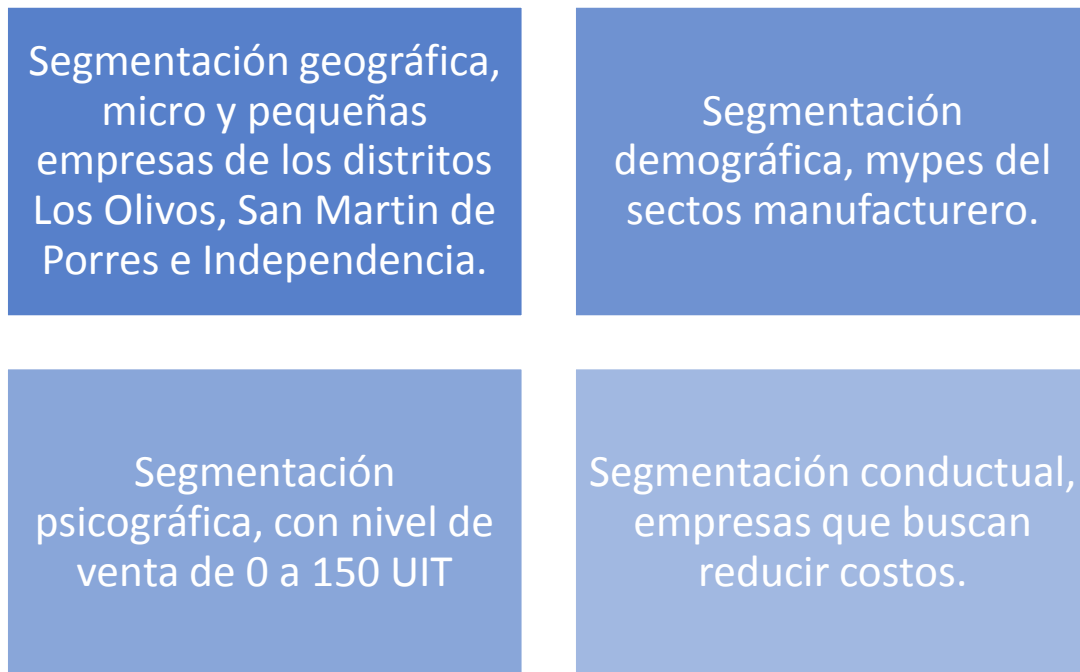 Segmentación geográfica,
micro y pequeñas
empresas de los distritos
Los Olivos, San Martin de
Porres e Independencia.
Segmentación
demográfica, mypes del
sectos manufacturero.
Segmentación
psicográfica, con nivel de
venta de 0 a 150 UIT
Segmentación conductual,
empresas que buscan
reducir costos.